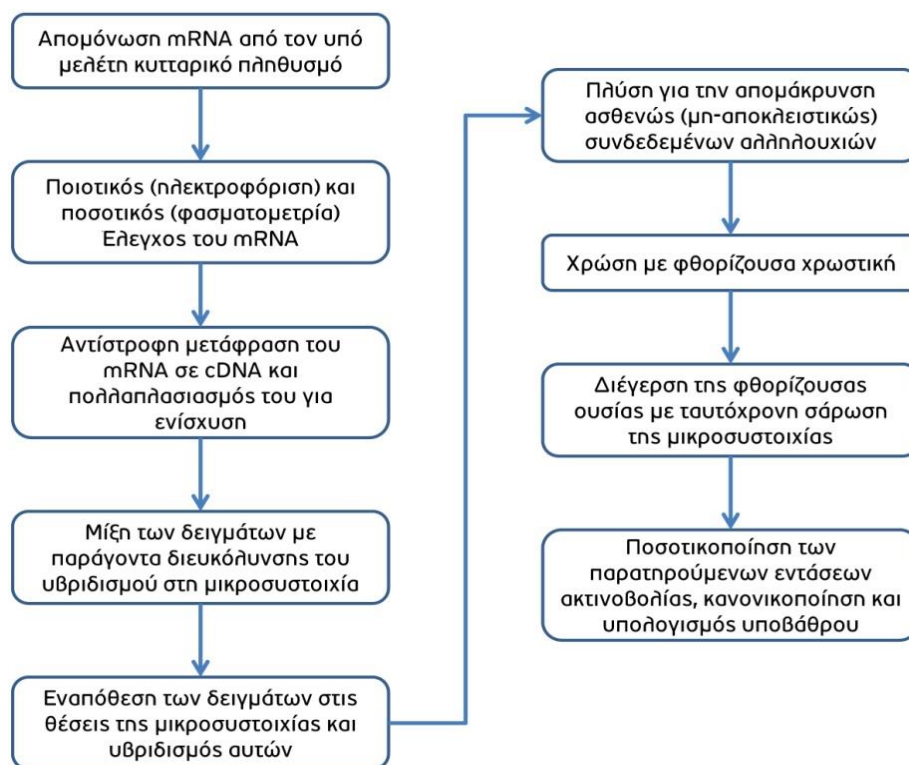 Απομόνωση mRNA από τον υπό
μελέτη κυτταρικό πληθυσμό
Ποιοτικός (ηλεκτροφόριση) και
ποσοτικός (φασματομετρία)
Έλεγχος του mRNA
Αντίστροφη μετάφραση του
mRNA σε cDNA και
πολλαπλασιασμός του για
ενίσχυση
Μίξη των δειγμάτων με
παράγοντα διευκόλυνσης του
υβριδισμού στη μικροσυστοιχία
Εναπόθεση των δειγμάτων στις
θέσεις της μικροσυστοιχίας και
υβριδισμός αυτών
Πλύση για την απομάκρυνση
ασθενώς (μη-αποκλειστικώς)
συνδεδεμένων αλληλουχιών
Χρώση με φθορίζουσα χρωστική
Διέγερση της φθορίζουσας
ουσίας με ταυτόχρονη σάρωση
της μικροσυστοιχίας
Ποσοτικοποίηση των
παρατηρούμενων εντάσεων
ακτινοβολίας, κανονικοποίηση και
υπολογισμός υποβάθρου